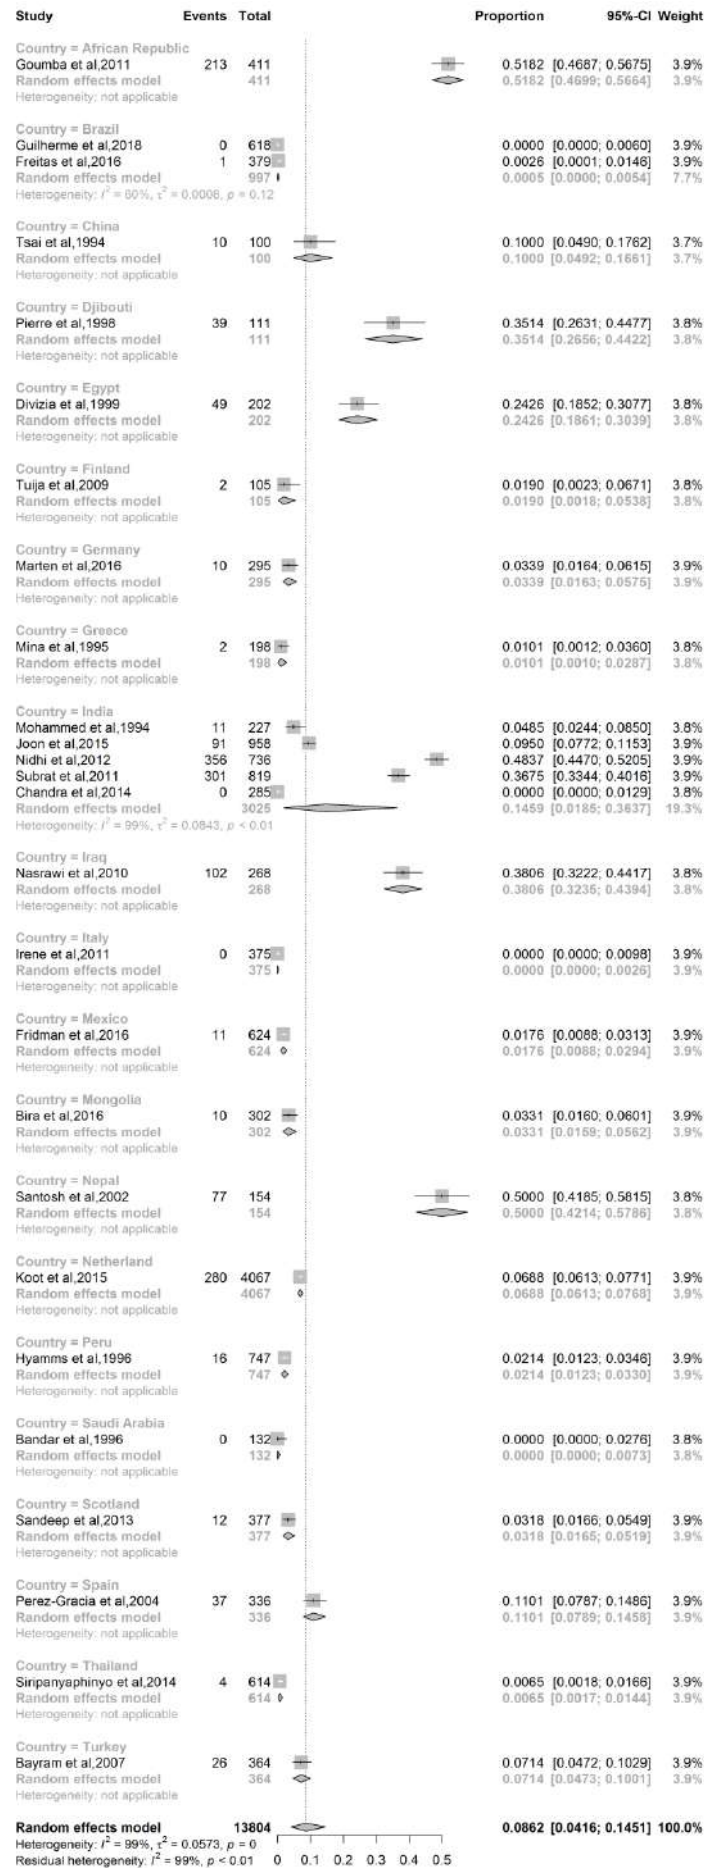 Study Events Total Proportion 95%-CI Weight
Country = African Republic
Goumba et al,2011 213 411 0.5182 [0.4687; 0.5675] 3.9%
Random effects model 411 0.5182 [0.4699; 0.5664] 3.9%
Heterogeneity: not applicable
Country = Brazil
Guilherme et al,2018 0 618 0.0000 [0.0000; 0.0060] 3.9%
Freitas et al,2016 1 379 0.0026 [0.0001; 0.0146] 3.9%
Random effects model 997 0.0005 [0.0000; 0.0054] 7.7%
Heterogeneity: I² = 60%, τ² = 0.0006, p = 0.12
Country = China
Tsai et al,1994 10 100 0.1000 [0.0490; 0.1762] 3.7%
Random effects model 100 0.1000 [0.0492; 0.1661] 3.7%
Heterogeneity: not applicable
Country = Djibouti
Pierre et al,1998 39 111 0.3514 [0.2631; 0.4477] 3.8%
Random effects model 111 0.3514 [0.2656; 0.4422] 3.8%
Heterogeneity: not applicable
Country = Egypt
Divizia et al,1999 49 202 0.2426 [0.1852; 0.3077] 3.8%
Random effects model 202 0.2426 [0.1861; 0.3039] 3.8%
Heterogeneity: not applicable
Country = Finland
Tuija et al,2009 2 105 0.0190 [0.0023; 0.0671] 3.8%
Random effects model 105 0.0190 [0.0018; 0.0538] 3.8%
Heterogeneity: not applicable
Country = Germany
Marten et al,2016 10 295 0.0339 [0.0164; 0.0615] 3.9%
Random effects model 295 0.0339 [0.0163; 0.0575] 3.9%
Heterogeneity: not applicable
Country = Greece
Mina et al,1995 2 198 0.0101 [0.0012; 0.0360] 3.8%
Random effects model 198 0.0101 [0.0010; 0.0287] 3.8%
Heterogeneity: not applicable
Country = India
Mohammed et al,1994 11 227 0.0485 [0.0244; 0.0850] 3.8%
Joon et al,2015 91 958 0.0950 [0.0772; 0.1153] 3.9%
Nidhi et al,2012 356 736 0.4837 [0.4470; 0.5205] 3.9%
Subrat et al,2011 301 819 0.3675 [0.3344; 0.4016] 3.9%
Chandra et al,2014 0 285 0.0000 [0.0000; 0.0129] 3.8%
Random effects model 3025 0.1459 [0.0185; 0.3637] 19.3%
Heterogeneity: I² = 99%, τ² = 0.0843, p < 0.01
Country = Iraq
Nasrawi et al,2010 102 268 0.3806 [0.3222; 0.4417] 3.8%
Random effects model 268 0.3806 [0.3235; 0.4394] 3.8%
Heterogeneity: not applicable
Country = Italy
Irene et al,2011 0 375 0.0000 [0.0000; 0.0098] 3.9%
Random effects model 375 0.0000 [0.0000; 0.0026] 3.9%
Heterogeneity: not applicable
Country = Mexico
Fridman et al,2016 11 624 0.0176 [0.0088; 0.0313] 3.9%
Random effects model 624 0.0176 [0.0088; 0.0294] 3.9%
Heterogeneity: not applicable
Country = Mongolia
Bira et al,2016 10 302 0.0331 [0.0160; 0.0601] 3.9%
Random effects model 302 0.0331 [0.0159; 0.0562] 3.9%
Heterogeneity: not applicable
Country = Nepal
Santosh et al,2002 77 154 0.5000 [0.4185; 0.5815] 3.8%
Random effects model 154 0.5000 [0.4214; 0.5786] 3.8%
Heterogeneity: not applicable
Country = Netherland
Koot et al,2015 280 4067 0.0688 [0.0613; 0.0771] 3.9%
Random effects model 4067 0.0688 [0.0613; 0.0768] 3.9%
Heterogeneity: not applicable
Country = Peru
Hyamms et al,1996 16 747 0.0214 [0.0123; 0.0346] 3.9%
Random effects model 747 0.0214 [0.0123; 0.0330] 3.9%
Heterogeneity: not applicable
Country = Saudi Arabia
Bandar et al,1996 0 132 0.0000 [0.0000; 0.0276] 3.8%
Random effects model 132 0.0000 [0.0000; 0.0073] 3.8%
Heterogeneity: not applicable
Country = Scotland
Sandeep et al,2013 12 377 0.0318 [0.0166; 0.0549] 3.9%
Random effects model 377 0.0318 [0.0165; 0.0519] 3.9%
Heterogeneity: not applicable
Country = Spain
Perez-Gracia et al,2004 37 336 0.1101 [0.0787; 0.1486] 3.9%
Random effects model 336 0.1101 [0.0789; 0.1458] 3.9%
Heterogeneity: not applicable
Country = Thailand
Siripanyaphinyo et al,2014 4 614 0.0065 [0.0018; 0.0166] 3.9%
Random effects model 614 0.0065 [0.0017; 0.0144] 3.9%
Heterogeneity: not applicable
Country = Turkey
Bayram et al,2007 26 364 0.0714 [0.0472; 0.1029] 3.9%
Random effects model 364 0.0714 [0.0473; 0.1001] 3.9%
Heterogeneity: not applicable
Random effects model 13804 0.0862 [0.0416; 0.1451] 100.0%
Heterogeneity: I² = 99%, τ² = 0.0573, p = 0
Residual heterogeneity: I² = 99%, p < 0.01 0 0.1 0.2 0.3 0.4 0.5